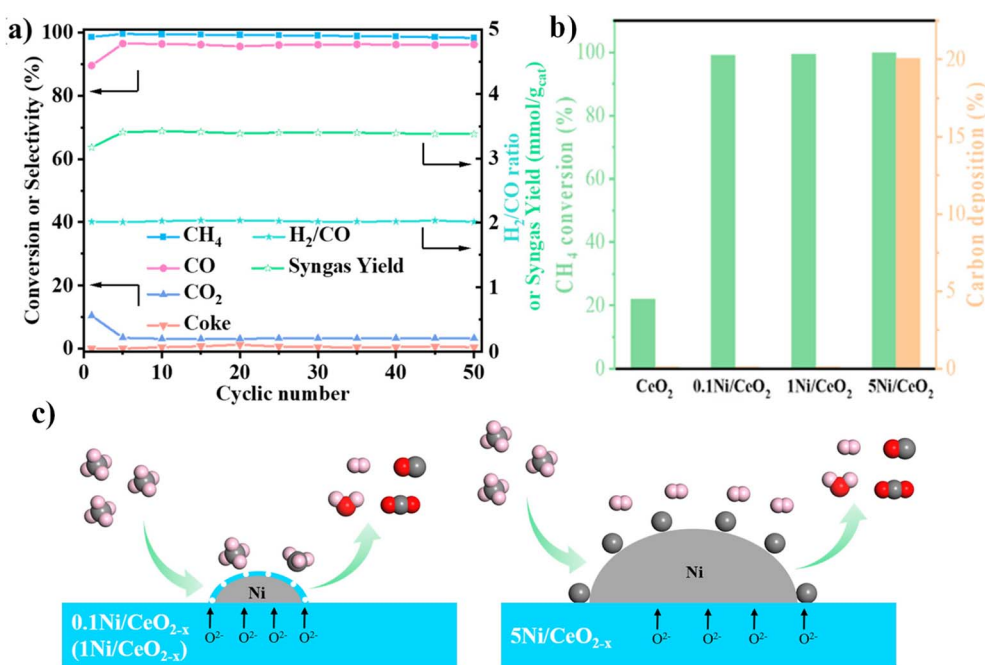 a)
Conversion or Selectivity (%)
100
80
60
40
20
0
CH₄
CO
CO₂
Coke
H₂/CO
Syngas Yield
0 10 20 30 40 50
Cyclic number
5
4
3
2
1
0
H₂/CO ratio
or Syngas Yield (mmol/g_cat)
b)
CH₄ conversion (%)
100
80
60
40
20
0
CeO₂ 0.1Ni/CeO₂ 1Ni/CeO₂ 5Ni/CeO₂
20
15
10
5
0
Carbon deposition (%)
c)
Ni
0.1Ni/CeO₂₋ₓ
(1Ni/CeO₂₋ₓ)
O²⁻ O²⁻ O²⁻ O²⁻
Ni
5Ni/CeO₂₋ₓ
O²⁻ O²⁻ O²⁻ O²⁻